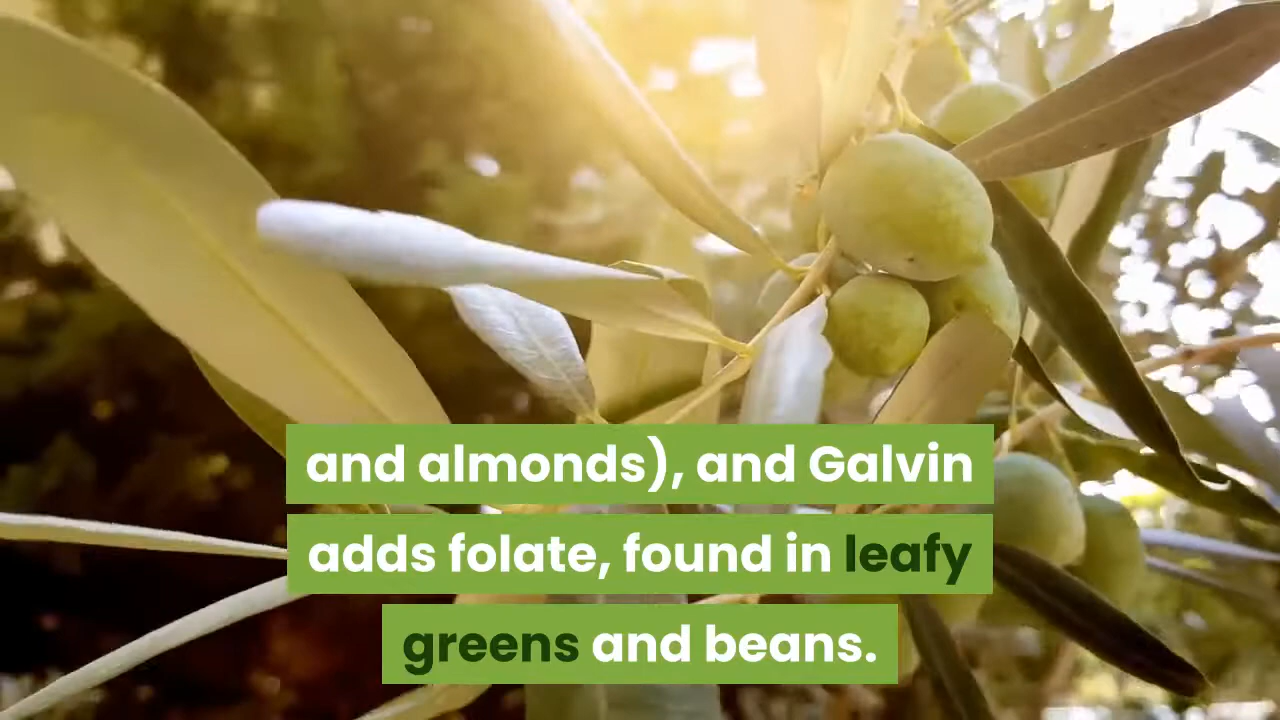 and almonds), and Galvin
adds folate, found in leafy
greens and beans.